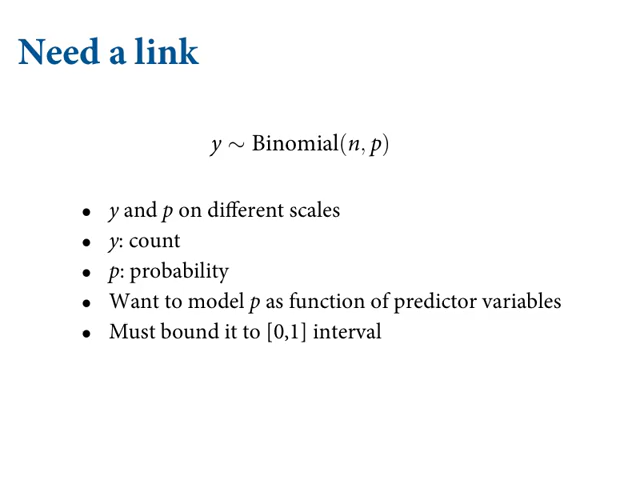 Need a link
y ~ Binomial(n, p)
• y and p on different scales
• y: count
• p: probability
• Want to model p as function of predictor variables
• Must bound it to [0,1] interval